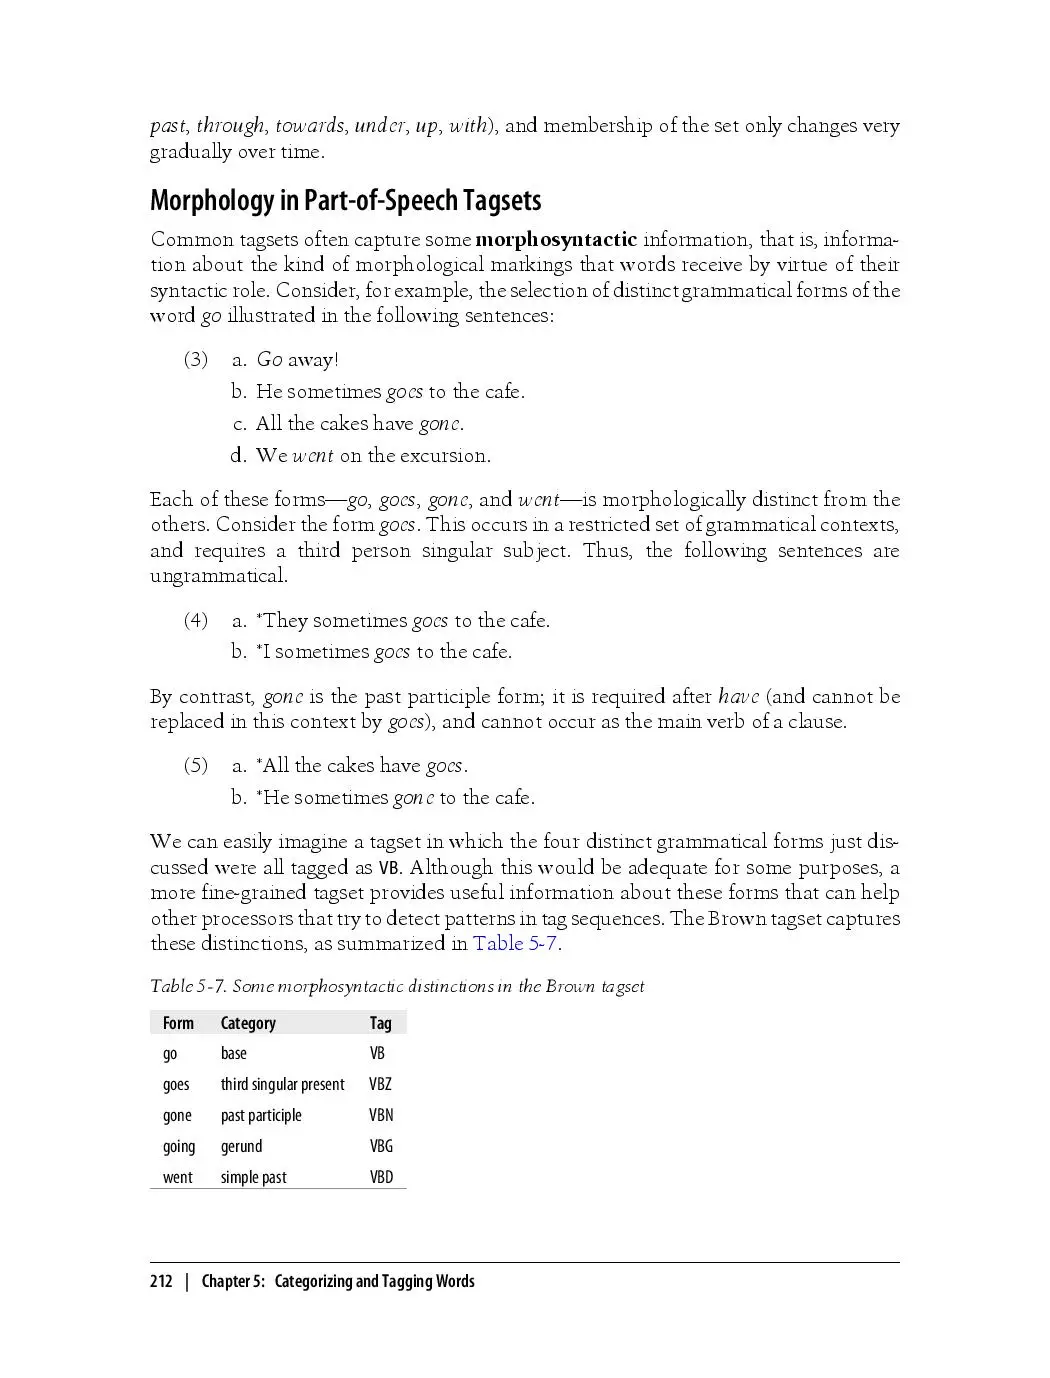 past, through, towards, under, up, with), and membership of the set only changes very
gradually over time.
Morphology in Part-of-Speech Tagsets
Common tagsets often capture some morphosyntactic information, that is, informa-
tion about the kind of morphological markings that words receive by virtue of their
syntactic role. Consider, for example, the selection of distinct grammatical forms of the
word go illustrated in the following sentences:
(3) a. Go away!
b. He sometimes goes to the cafe.
c. All the cakes have gone.
d. We went on the excursion.
Each of these forms—go, goes, gone, and went—is morphologically distinct from the
others. Consider the form goes. This occurs in a restricted set of grammatical contexts,
and requires a third person singular subject. Thus, the following sentences are
ungrammatical.
(4) a. *They sometimes goes to the cafe.
b. *I sometimes goes to the cafe.
By contrast, gone is the past participle form; it is required after have (and cannot be
replaced in this context by goes), and cannot occur as the main verb of a clause.
(5) a. *All the cakes have goes.
b. *He sometimes gone to the cafe.
We can easily imagine a tagset in which the four distinct grammatical forms just dis-
cussed were all tagged as VB. Although this would be adequate for some purposes, a
more fine-grained tagset provides useful information about these forms that can help
other processors that try to detect patterns in tag sequences. The Brown tagset captures
these distinctions, as summarized in Table 5-7.
Table 5-7. Some morphosyntactic distinctions in the Brown tagset
Form Category Tag
go base VB
goes third singular present VBZ
gone past participle VBN
going gerund VBG
went simple past VBD
212 | Chapter 5: Categorizing and Tagging Words